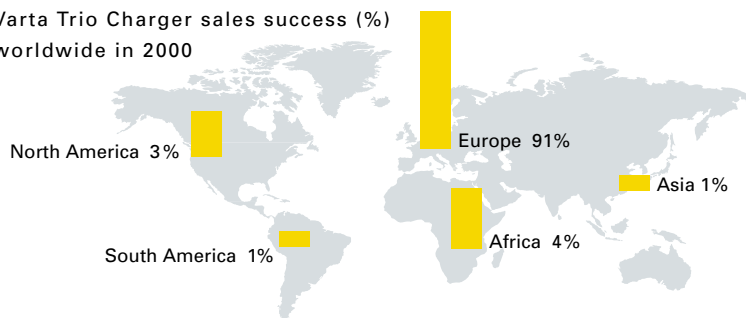 Varta Trio Charger sales success (%)
worldwide in 2000
North America 3%
Europe 91%
Asia 1%
South America 1%
Africa 4%